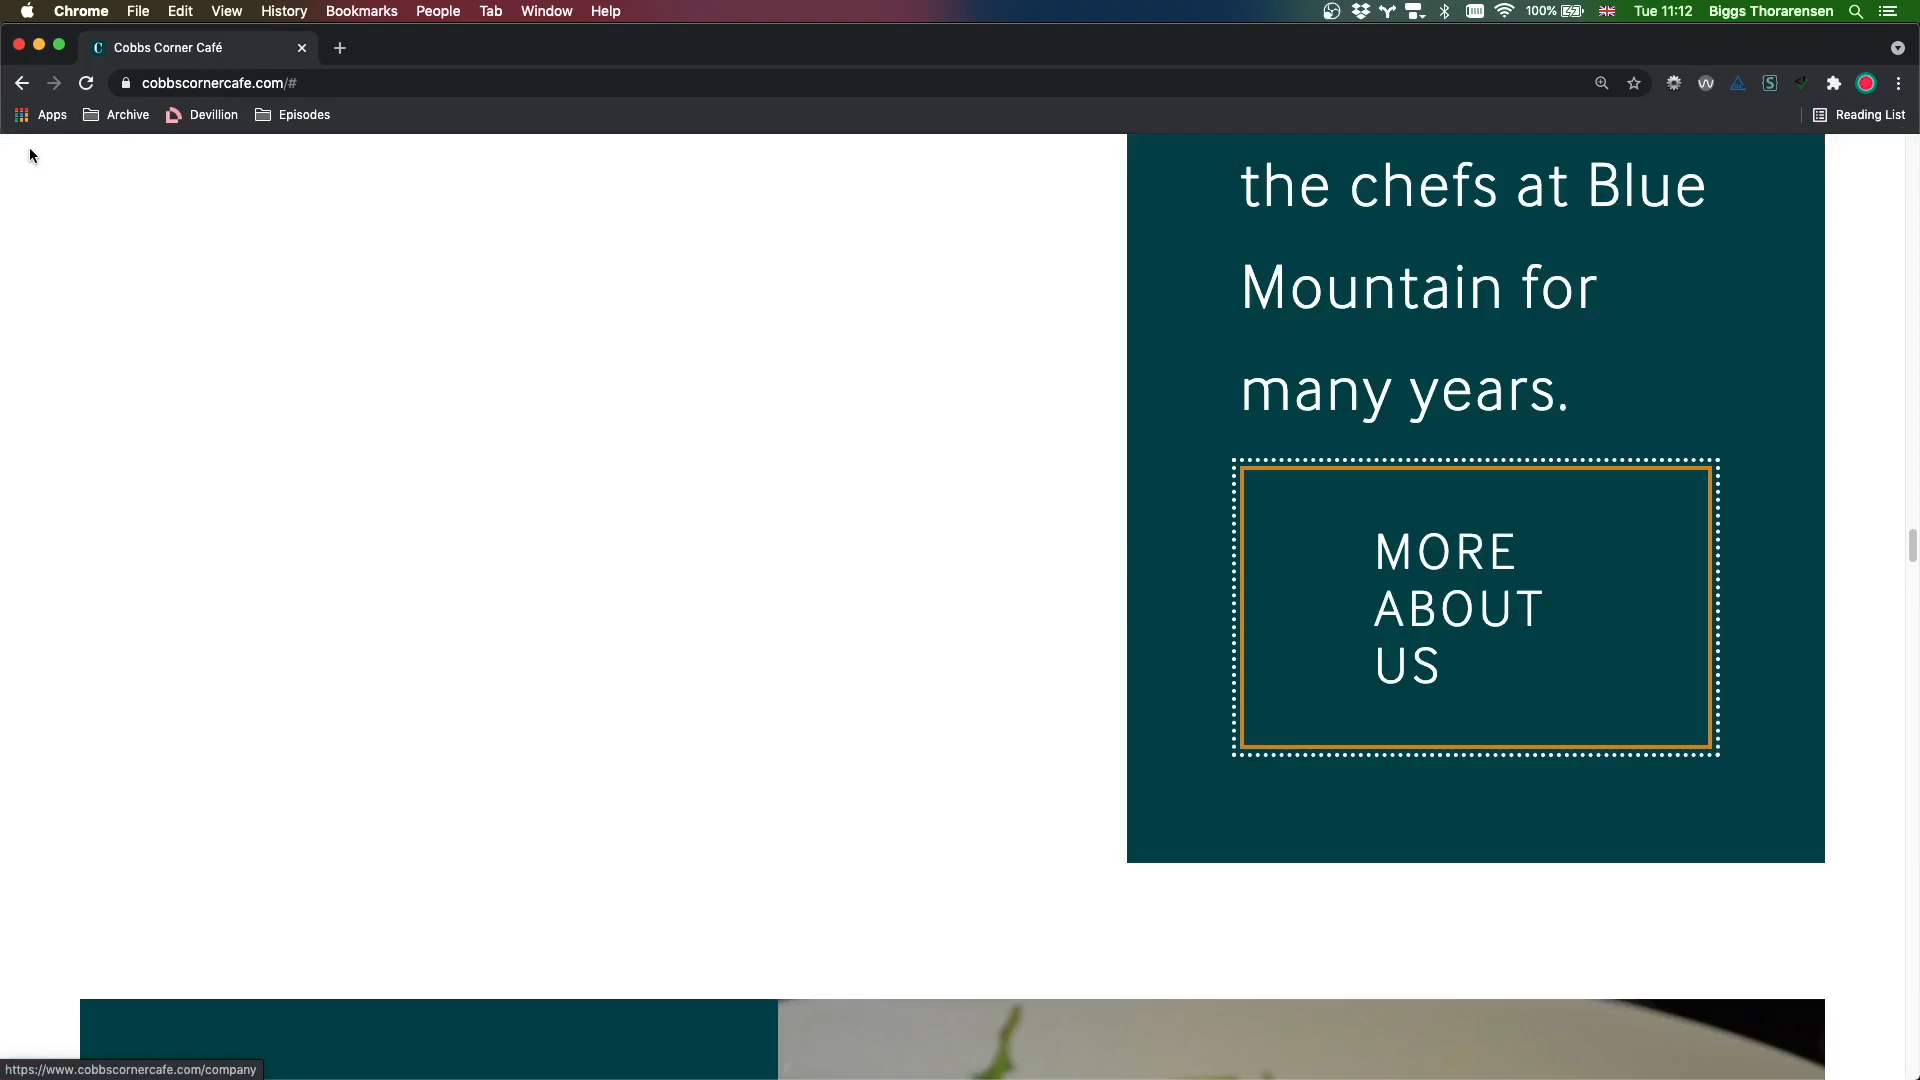 Chrome File Edit View History Bookmarks People Tab Window Help 100% Tue 11:12 Biggs Thorarensen
C Cobbs Corner Café
cobbscornercafe.com/#
Apps Archive Devillion Episodes Reading List
the chefs at Blue
Mountain for
many years.
MORE
ABOUT
US
https://www.cobbscornercafe.com/company